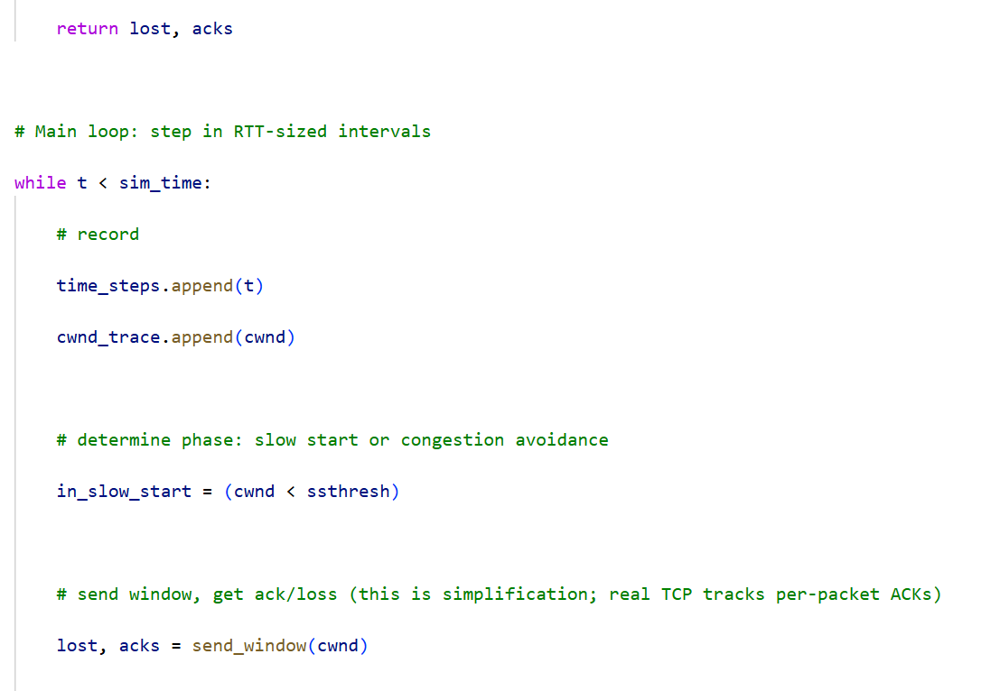 return lost, acks
# Main loop: step in RTT-sized intervals
while t < sim_time:
# record
time_steps.append(t)
cwnd_trace.append(cwnd)
# determine phase: slow start or congestion avoidance
in_slow_start = (cwnd < ssthresh)
# send window, get ack/loss (this is simplification; real TCP tracks per-packet ACKs)
lost, acks = send_window(cwnd)